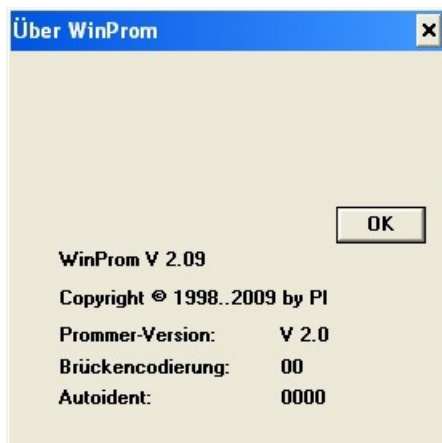 Über WinProm
OK
WinProm V 2.09
Copyright © 1998..2009 by PI
Prommer-Version: V 2.0
Brückencodierung: 00
Autoident: 0000